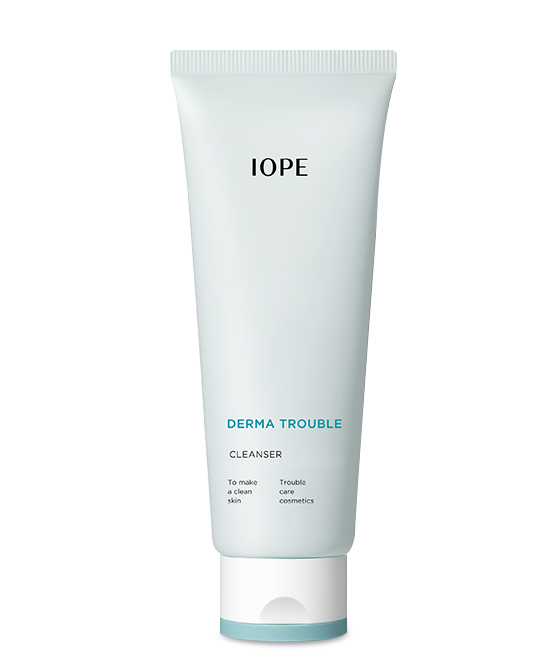 IOPE
DERMA TROUBLE
CLEANSER
To make
a clean
skin
Trouble
care
cosmetics